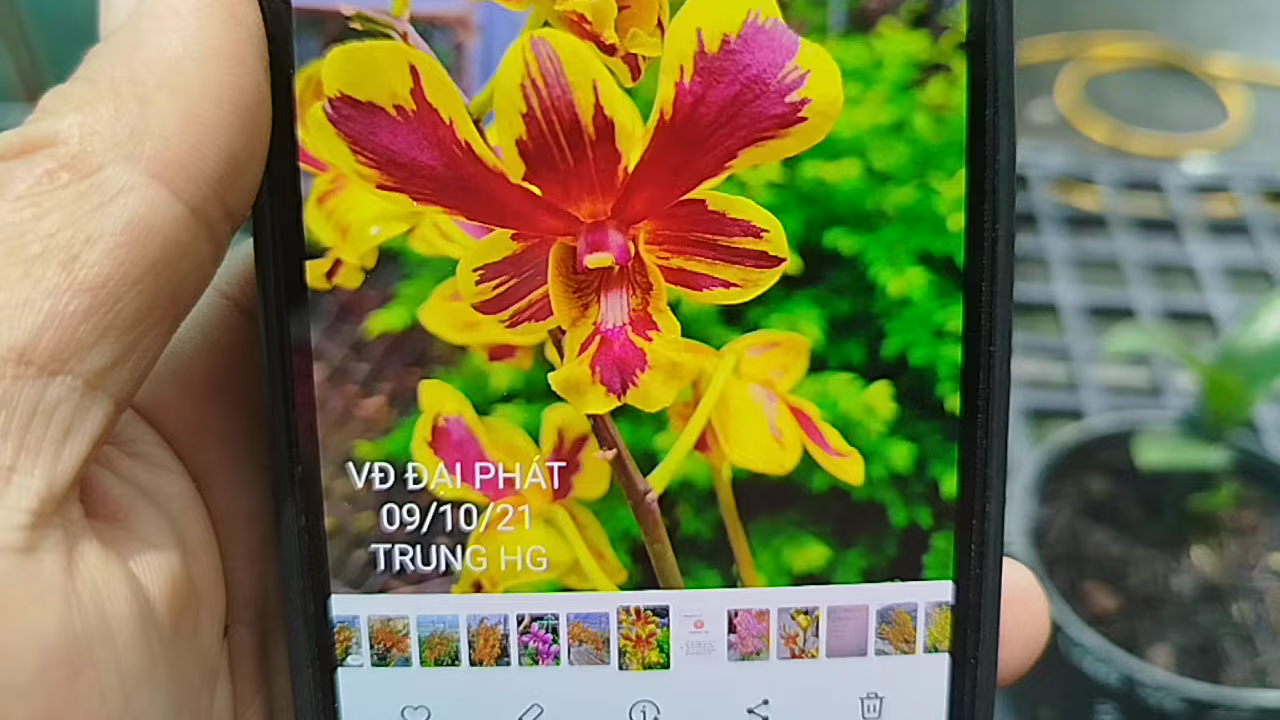 VĐ ĐẠI PHÁT
09/10/21
TRUNG HG